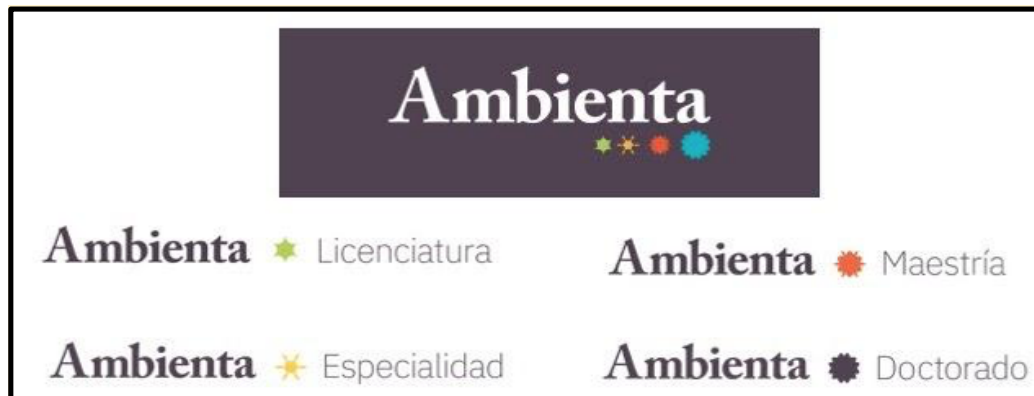 Ambienta
Ambienta Licenciatura
Ambienta Maestría
Ambienta Especialidad
Ambienta Doctorado